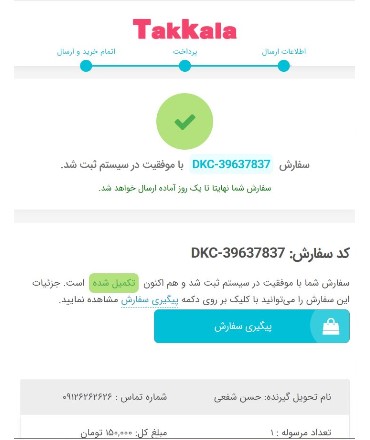 TakKala
اطلاعات ارسال پرداخت اتمام خرید و ارسال
سفارش DKC-39637837 با موفقیت در سیستم ثبت شد.
سفارش شما نهایتا تا یک روز آماده ارسال خواهد شد.
کد سفارش: DKC-39637837
سفارش شما با موفقیت در سیستم ثبت شد و هم اکنون تکمیل شده است. جزئیات
این سفارش را می‌توانید با کلیک بر روی دکمه پیگیری سفارش مشاهده نمایید.
پیگیری سفارش
نام تحویل گیرنده: حسن شفعی شماره تماس : ۰۹۱۲۶۲۶۲۶۲۶
تعداد مرسوله : ۱ مبلغ کل: ۱۵۰,۰۰۰ تومان